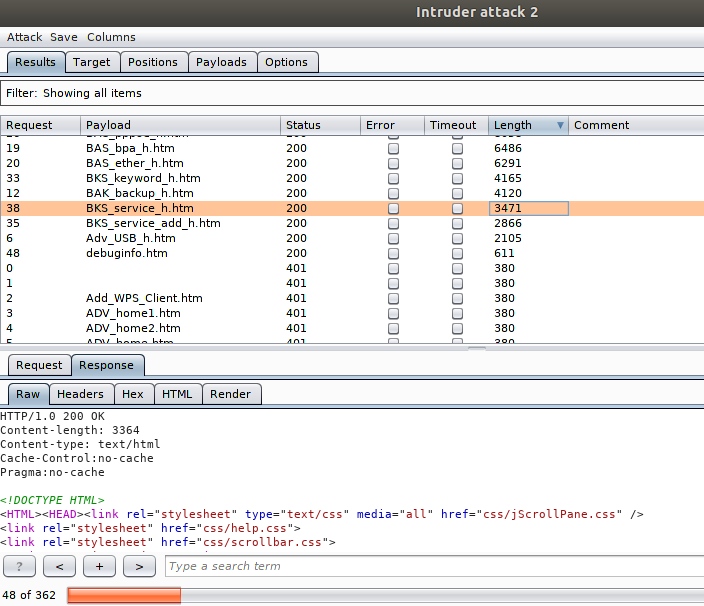 Intruder attack 2
Attack Save Columns
Results Target Positions Payloads Options
Filter: Showing all items
Request Payload Status Error Timeout Length Comment
19 BAS_bpa_h.htm 200 6486
20 BAS_ether_h.htm 200 6291
33 BKS_keyword_h.htm 200 4165
12 BAK_backup_h.htm 200 4120
38 BKS_service_h.htm 200 3471
35 BKS_service_add_h.htm 200 2866
6 Adv_USB_h.htm 200 2105
48 debuginfo.htm 200 611
0 401 380
1 401 380
2 Add_WPS_Client.htm 401 380
3 ADV_home1.htm 401 380
4 ADV_home2.htm 401 380
5 ADV_home.htm 401 380
Request Response
Raw Headers Hex HTML Render
HTTP/1.0 200 OK
Content-length: 3364
Content-type: text/html
Cache-Control:no-cache
Pragma:no-cache
<!DOCTYPE HTML>
<HTML><HEAD><link rel="stylesheet" type="text/css" media="all" href="css/jScrollPane.css" />
<link rel="stylesheet" href="css/help.css">
<link rel="stylesheet" href="css/scrollbar.css">
? < + > Type a search term
48 of 362